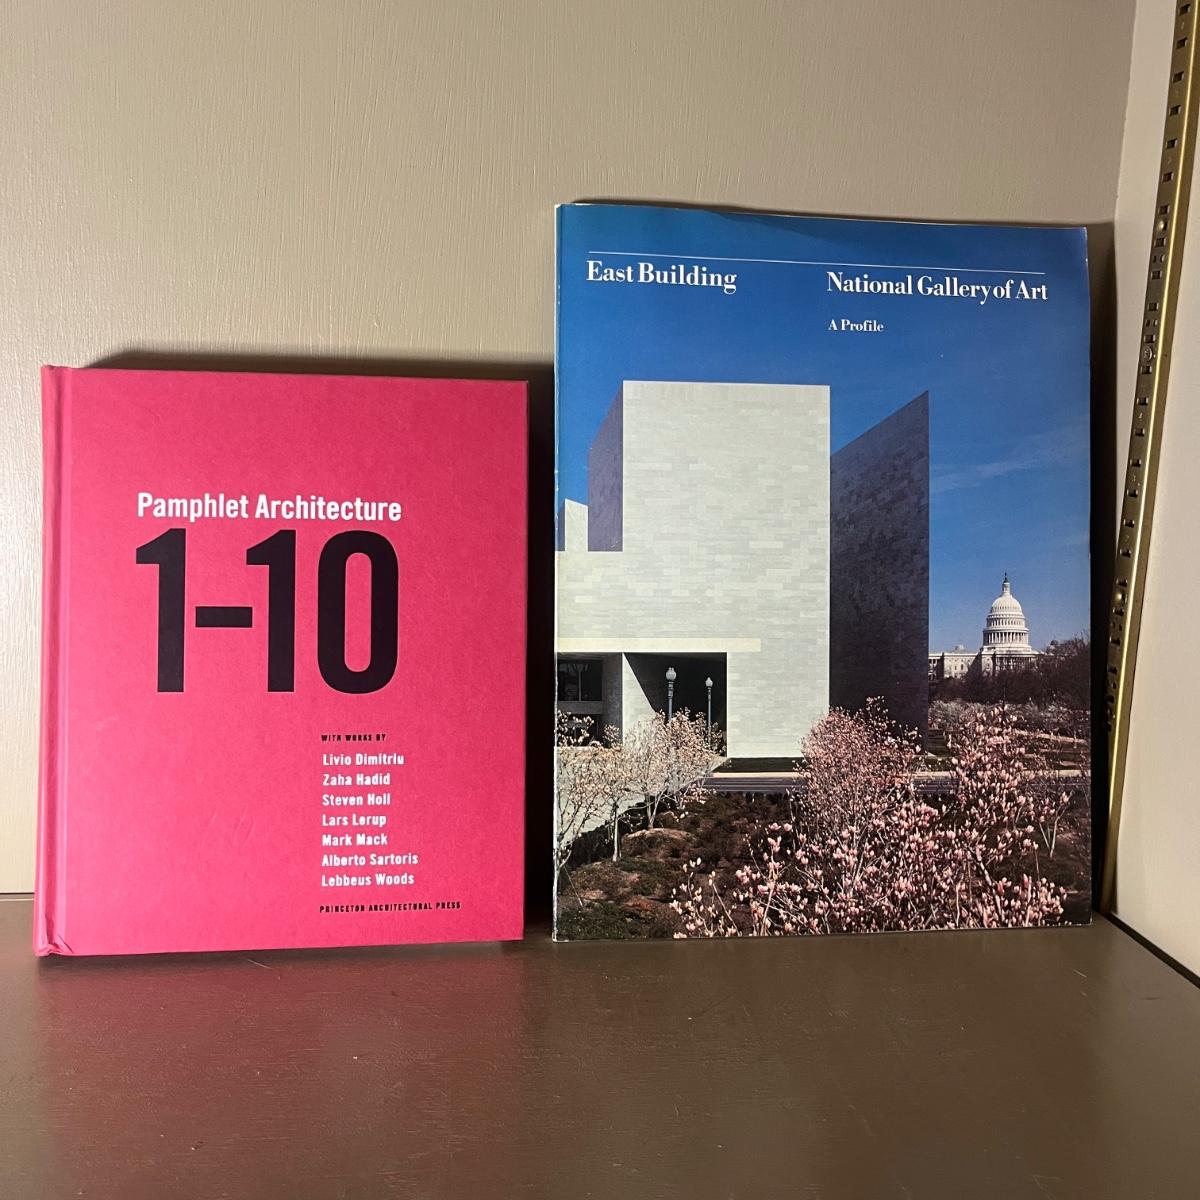 Pamphlet Architecture
1-10
WITH WORKS BY
Livio Dimitriu
Zaha Hadid
Steven Holl
Lars Lerup
Mark Mack
Alberto Sartoris
Lebbeus Woods
PRINCETON ARCHITECTURAL PRESS
East Building
National Gallery of Art
A Profile